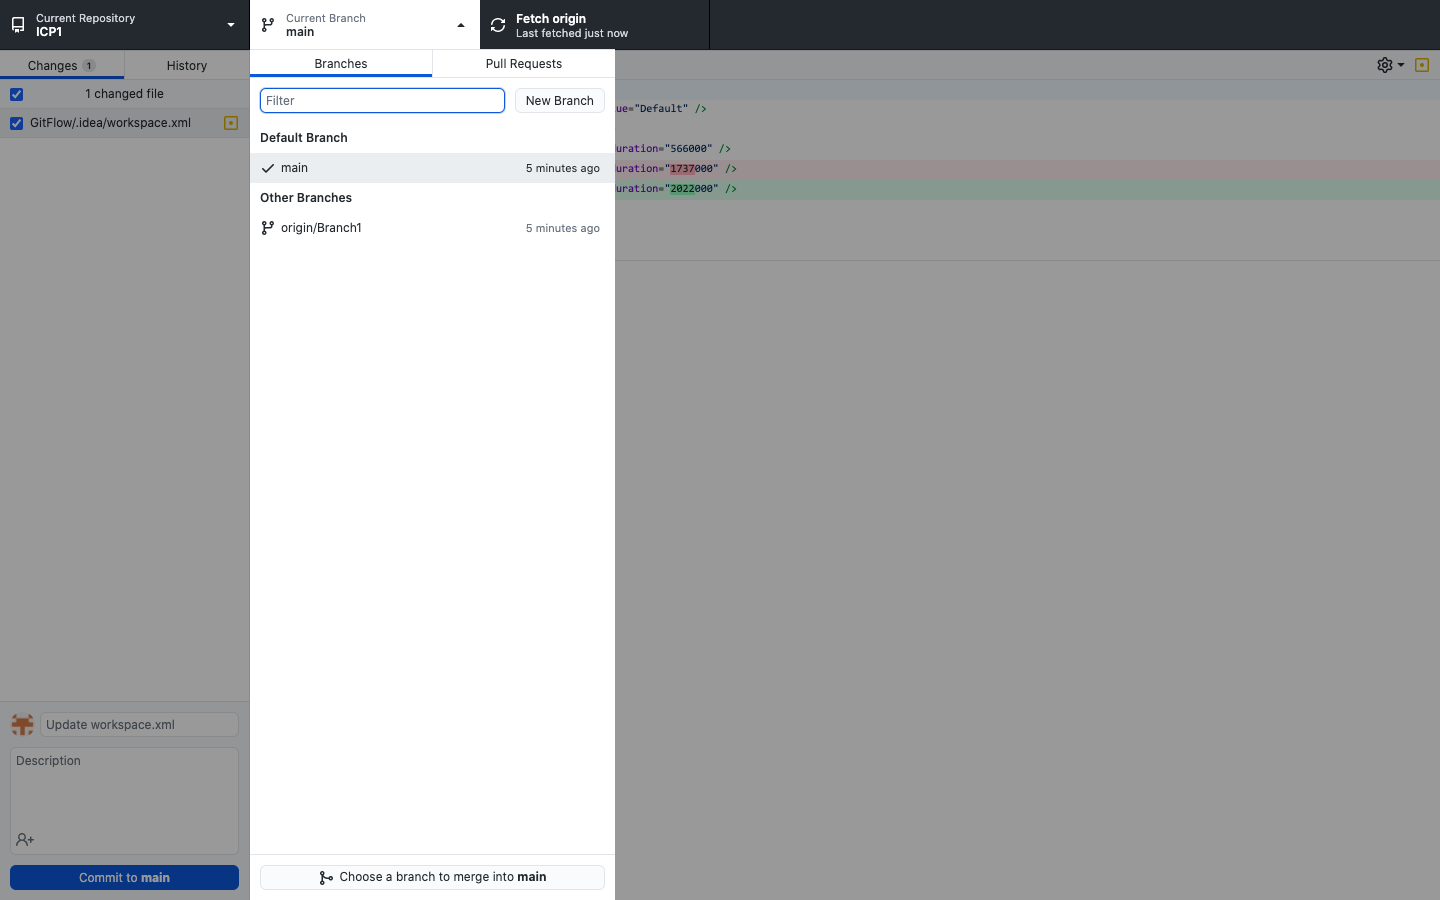 Current Repository
ICP1
Current Branch
main
Fetch origin
Last fetched just now
Changes 1
History
Branches
Pull Requests
1 changed file
Filter
New Branch
ue="Default" />
GitFlow/.idea/workspace.xml
Default Branch
uration="566000" />
main 5 minutes ago
uration="1737000" />
uration="2022000" />
Other Branches
origin/Branch1 5 minutes ago
Update workspace.xml
Description
Commit to main
Choose a branch to merge into main